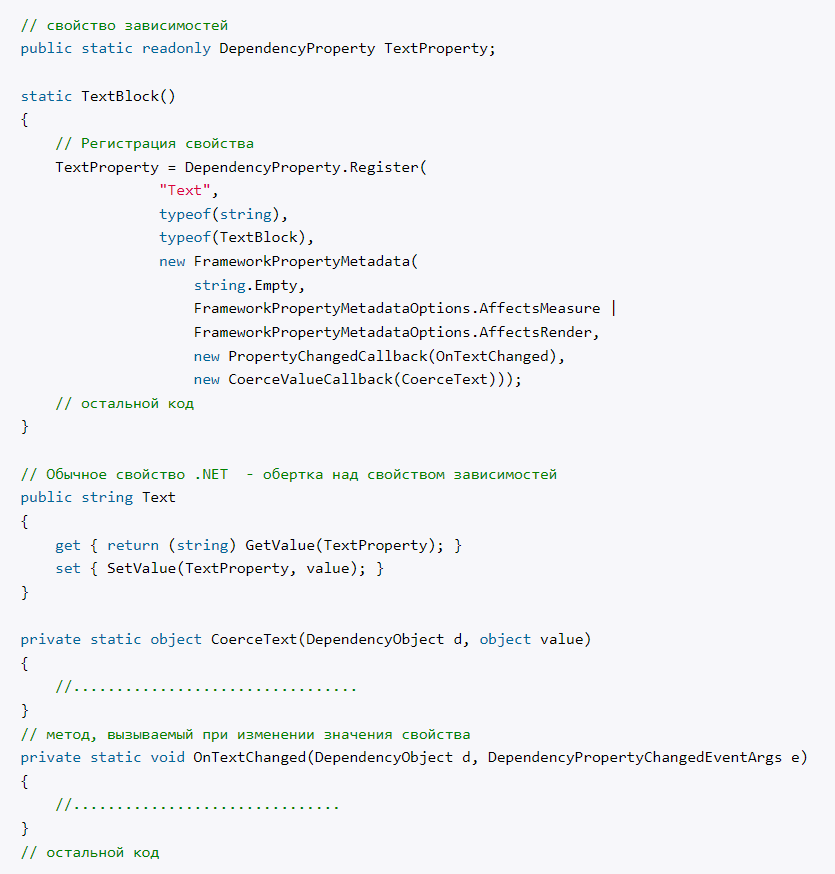 // свойство зависимостей
public static readonly DependencyProperty TextProperty;

static TextBlock()
{
    // Регистрация свойства
    TextProperty = DependencyProperty.Register(
                "Text",
                typeof(string),
                typeof(TextBlock),
                new FrameworkPropertyMetadata(
                    string.Empty,
                    FrameworkPropertyMetadataOptions.AffectsMeasure |
                    FrameworkPropertyMetadataOptions.AffectsRender,
                    new PropertyChangedCallback(OnTextChanged),
                    new CoerceValueCallback(CoerceText)));
    // остальной код
}

// Обычное свойство .NET  - обертка над свойством зависимостей
public string Text
{
    get { return (string) GetValue(TextProperty); }
    set { SetValue(TextProperty, value); }
}

private static object CoerceText(DependencyObject d, object value)
{
    //.................................
}
// метод, вызываемый при изменении значения свойства
private static void OnTextChanged(DependencyObject d, DependencyPropertyChangedEventArgs e)
{
    //...............................
}
// остальной код